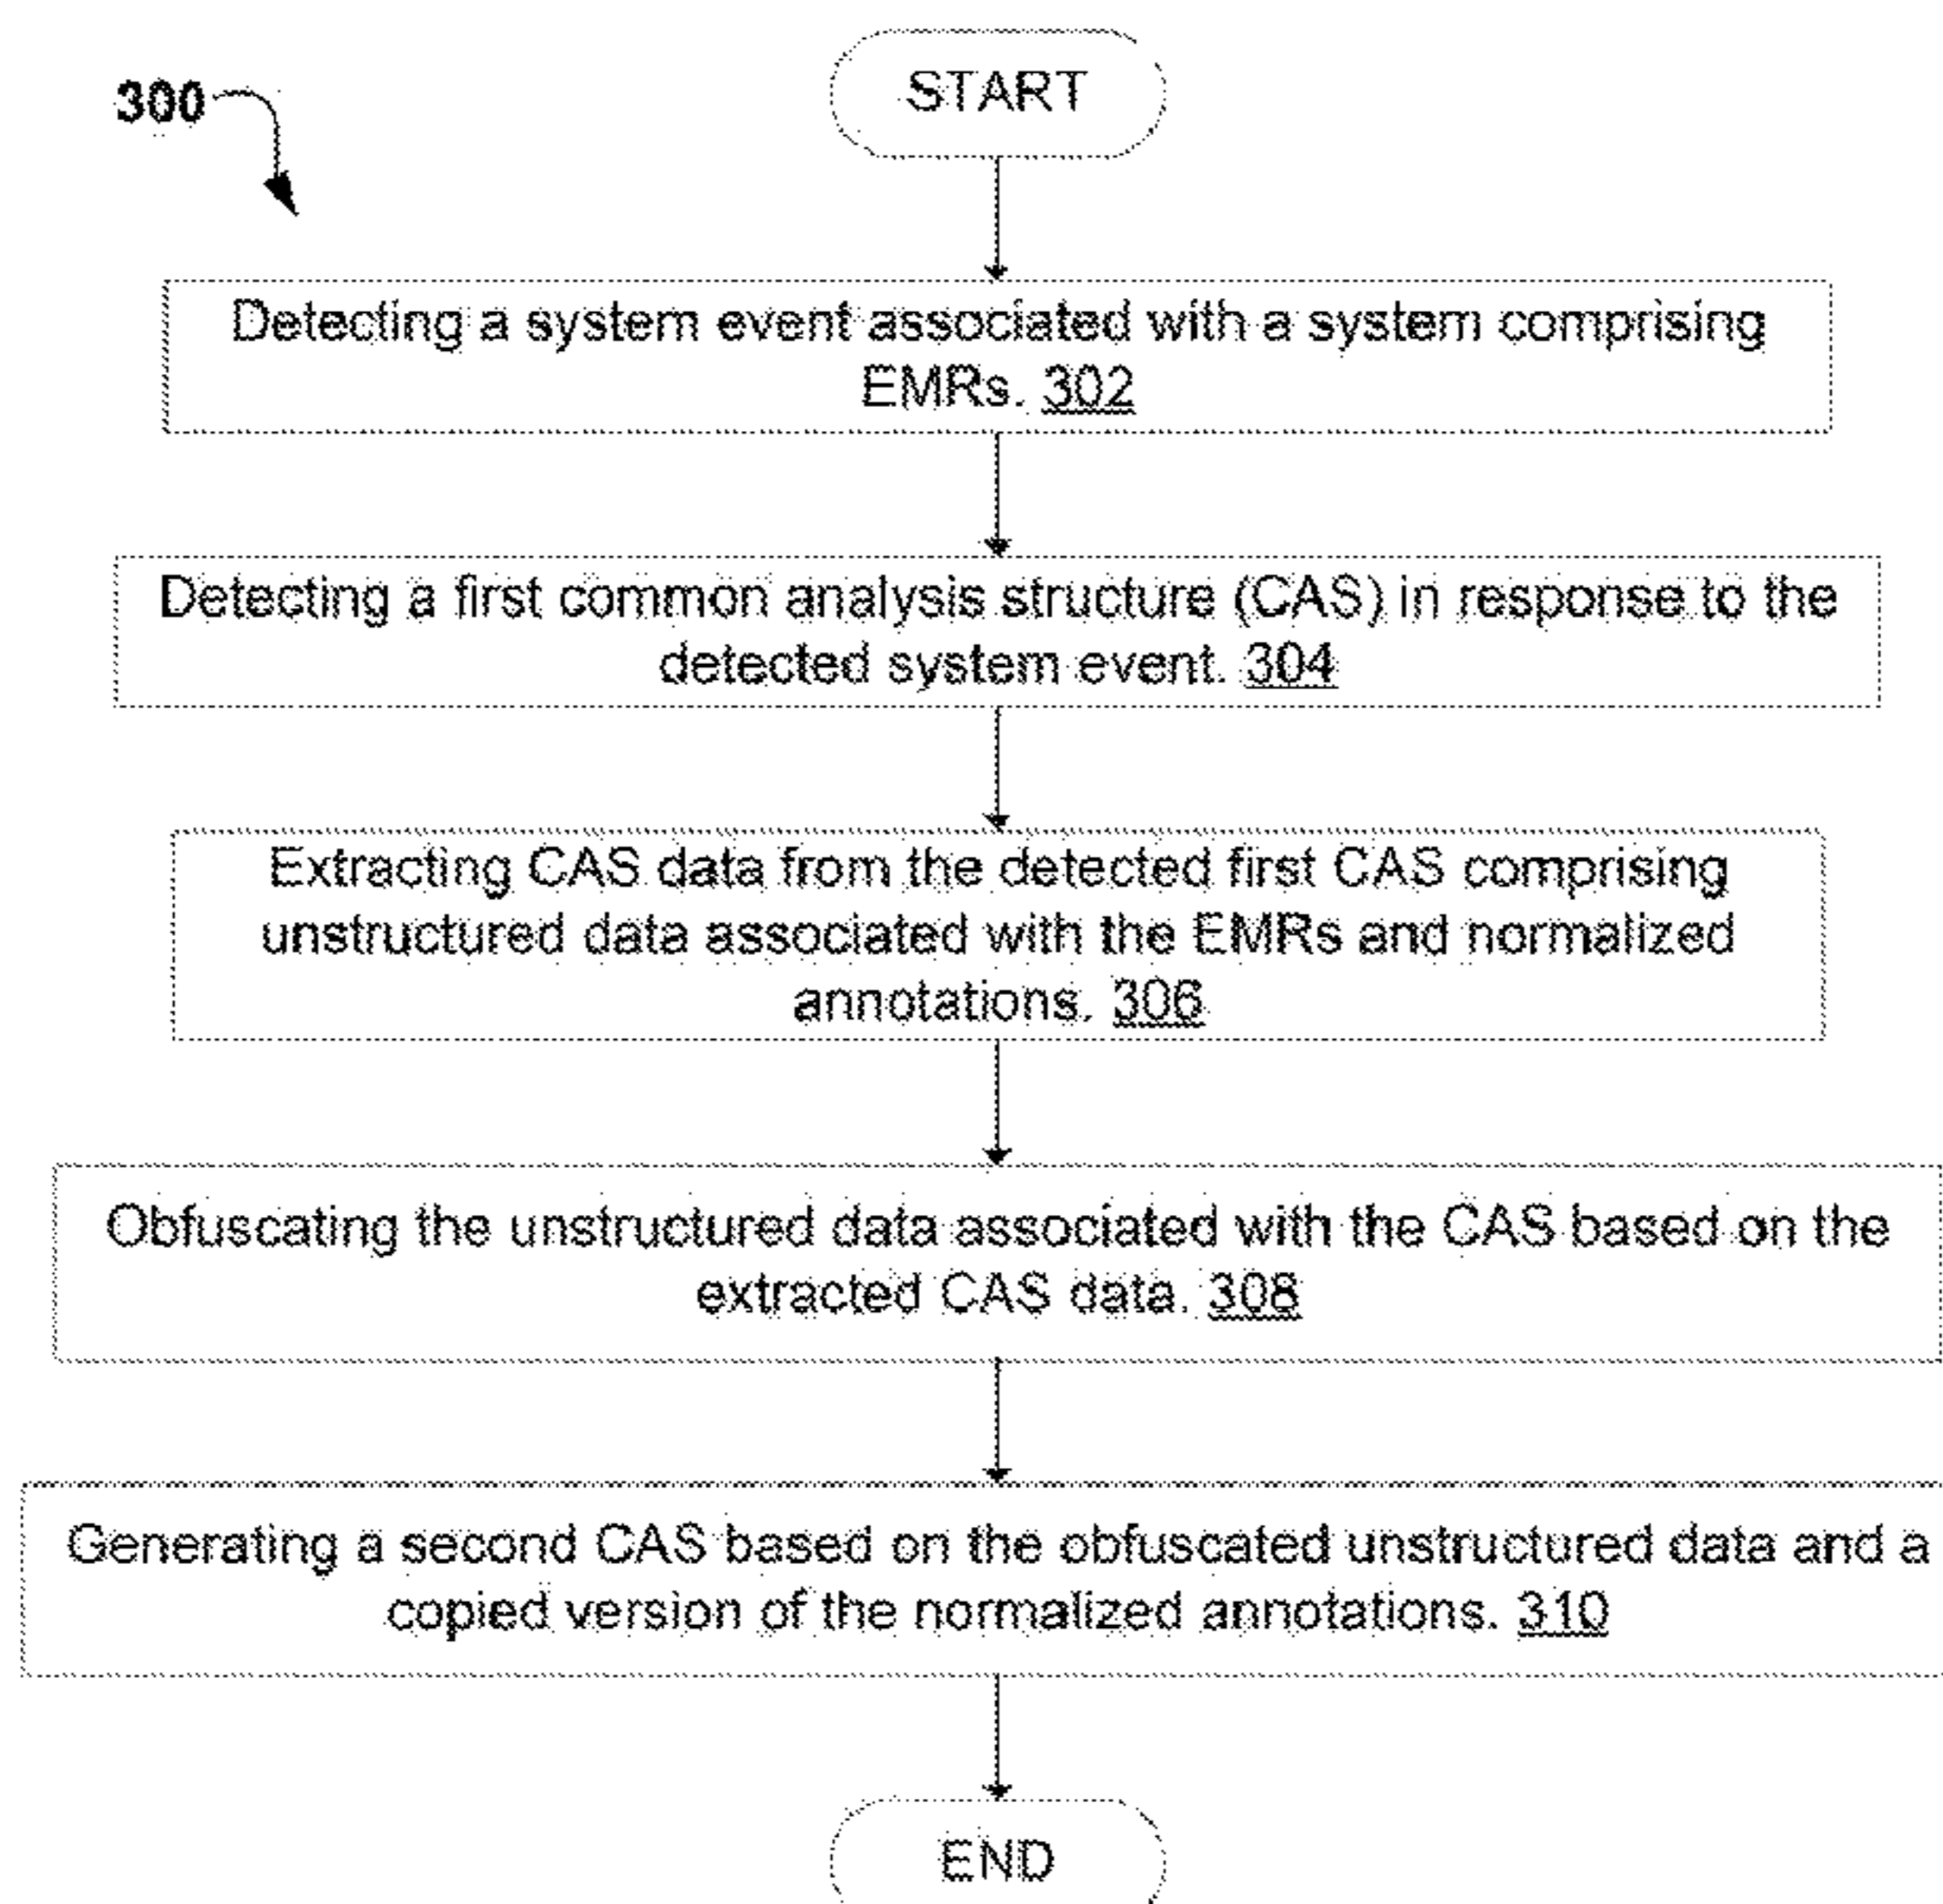 START
300
Detecting a system event associated with a system comprising
EMRs. 302
Detecting a first common analysis structure (CAS) in response to the
detected system event. 304
Extracting CAS data from the detected first CAS comprising
unstructured data associated with the EMRs and normalized
annotations. 306
Obfuscating the unstructured data associated with the CAS based on the
extracted CAS data. 308
Generating a second CAS based on the obfuscated unstructured data and a
copied version of the normalized annotations. 310
END